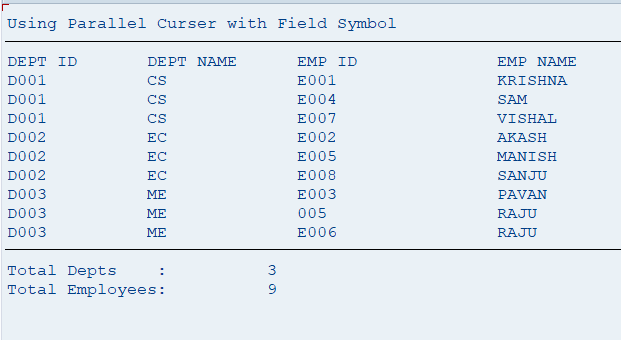 Using Parallel Curser with Field Symbol
DEPT ID DEPT NAME EMP ID EMP NAME
D001 CS E001 KRISHNA
D001 CS E004 SAM
D001 CS E007 VISHAL
D002 EC E002 AKASH
D002 EC E005 MANISH
D002 EC E008 SANJU
D003 ME E003 PAVAN
D003 ME 005 RAJU
D003 ME E006 RAJU
Total Depts : 3
Total Employees: 9